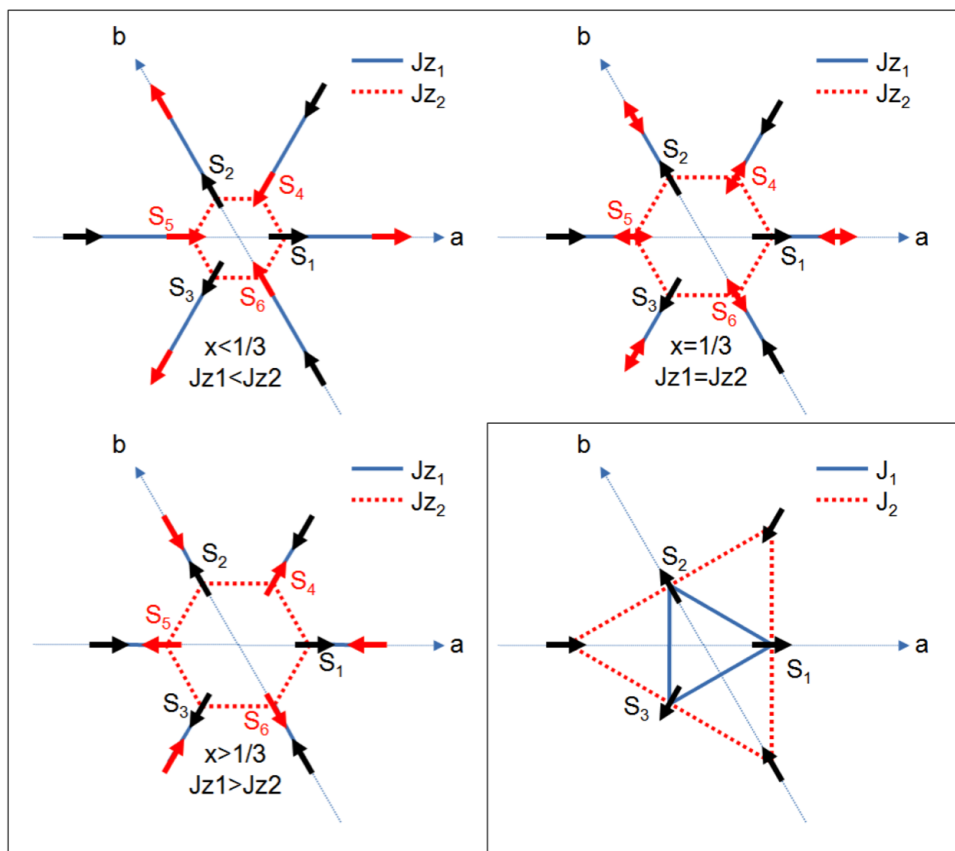 b
Jz₁
Jz₂
S₂
S₄
S₅
a
S₁
S₃
S₆
x<1/3
Jz1<Jz2
b
Jz₁
Jz₂
S₂
S₄
S₅
a
S₁
S₃
S₆
x=1/3
Jz1=Jz2
b
Jz₁
Jz₂
S₂
S₄
S₅
a
S₁
S₃
S₆
x>1/3
Jz1>Jz2
b
J₁
J₂
S₂
a
S₁
S₃